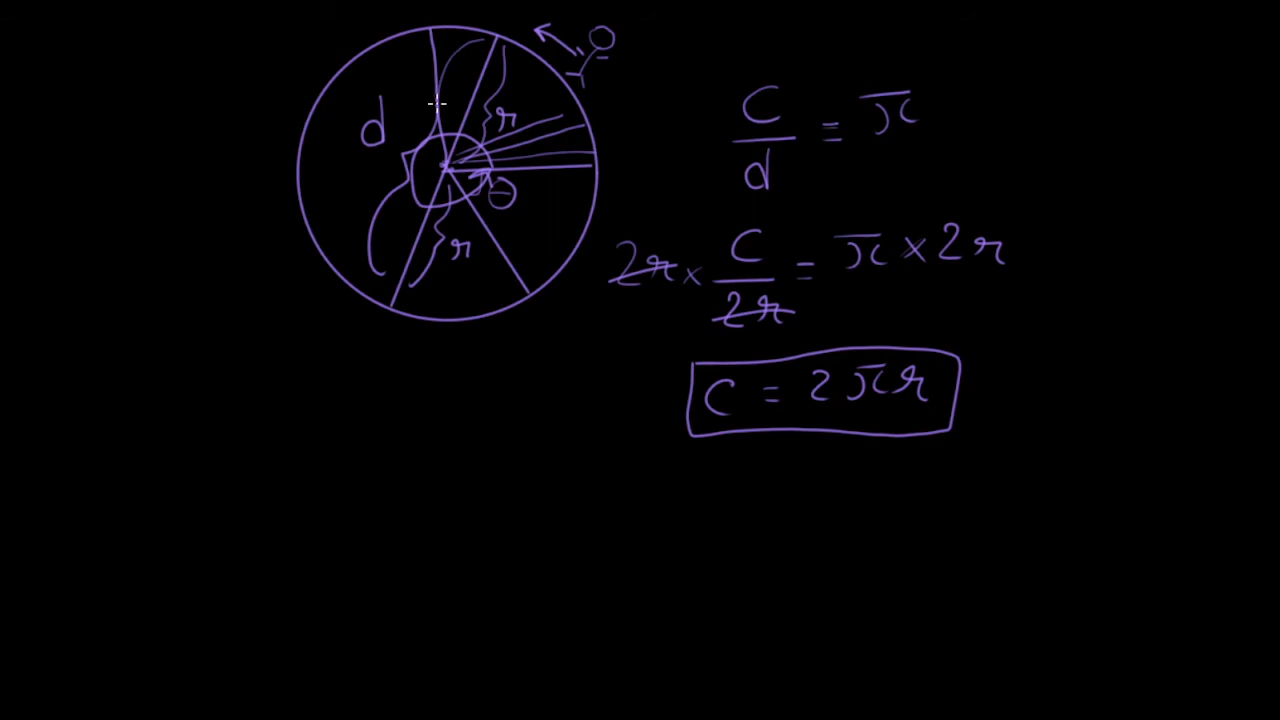 d
r
r
θ
C/d = π
2r × C/2r = π × 2r
C = 2πr